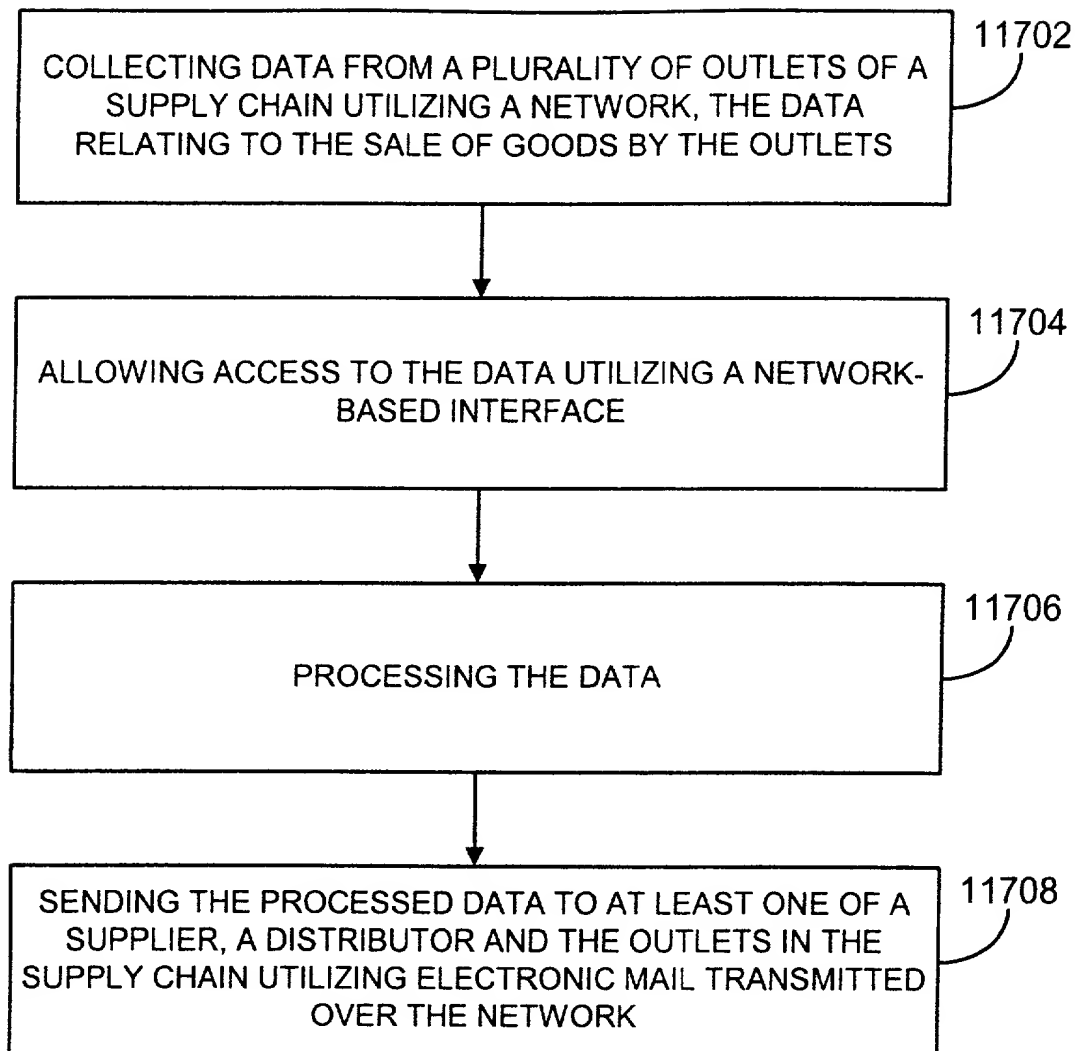 11702
COLLECTING DATA FROM A PLURALITY OF OUTLETS OF A
SUPPLY CHAIN UTILIZING A NETWORK, THE DATA
RELATING TO THE SALE OF GOODS BY THE OUTLETS
11704
ALLOWING ACCESS TO THE DATA UTILIZING A NETWORK-
BASED INTERFACE
11706
PROCESSING THE DATA
11708
SENDING THE PROCESSED DATA TO AT LEAST ONE OF A
SUPPLIER, A DISTRIBUTOR AND THE OUTLETS IN THE
SUPPLY CHAIN UTILIZING ELECTRONIC MAIL TRANSMITTED
OVER THE NETWORK